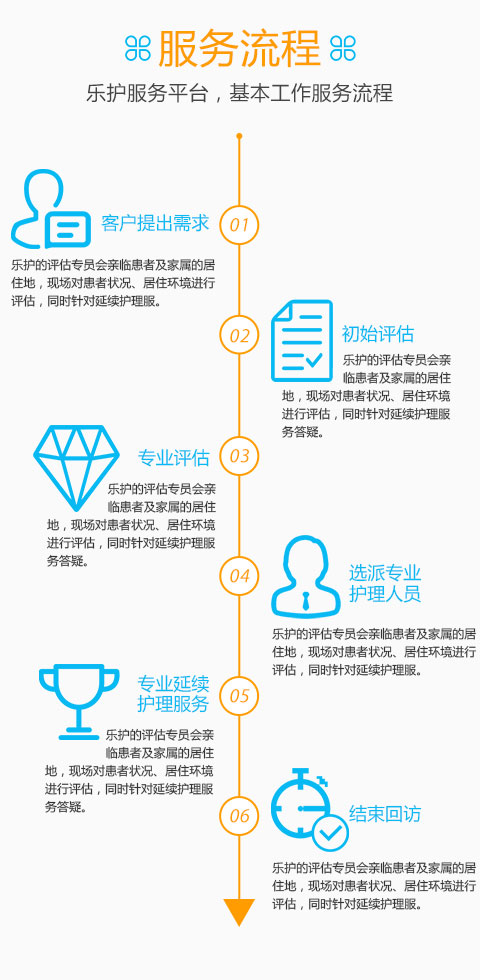 服务流程
乐护服务平台，基本工作服务流程
客户提出需求
01
乐护的评估专员会亲临患者及家属的居
住地，现场对患者状况、居住环境进行
评估，同时针对延续护理服。
02
初始评估
乐护的评估专员会亲
临患者及家属的居住
地，现场对患者状况、居住环境
进行评估，同时针对延续护理服
务答疑。
专业评估
03
乐护的评估专员会亲
临患者及家属的居住
地，现场对患者状况、居住环境
进行评估，同时针对延续护理服
务答疑。
04
选派专业
护理人员
乐护的评估专员会亲临患者及家属的居
住地，现场对患者状况、居住环境进行
评估，同时针对延续护理服。
专业延续
护理服务
05
乐护的评估专员会亲
临患者及家属的居住
地，现场对患者状况、居住环境
进行评估，同时针对延续护理服
务答疑。
06
结束回访
乐护的评估专员会亲临患者及家属的居
住地，现场对患者状况、居住环境进行
评估，同时针对延续护理服。